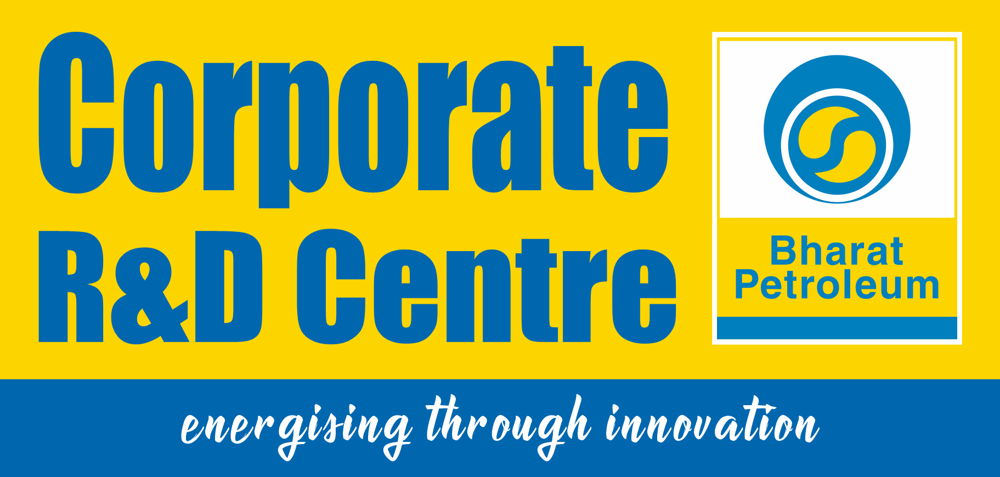 Corporate
R&D Centre
Bharat
Petroleum
energising through innovation